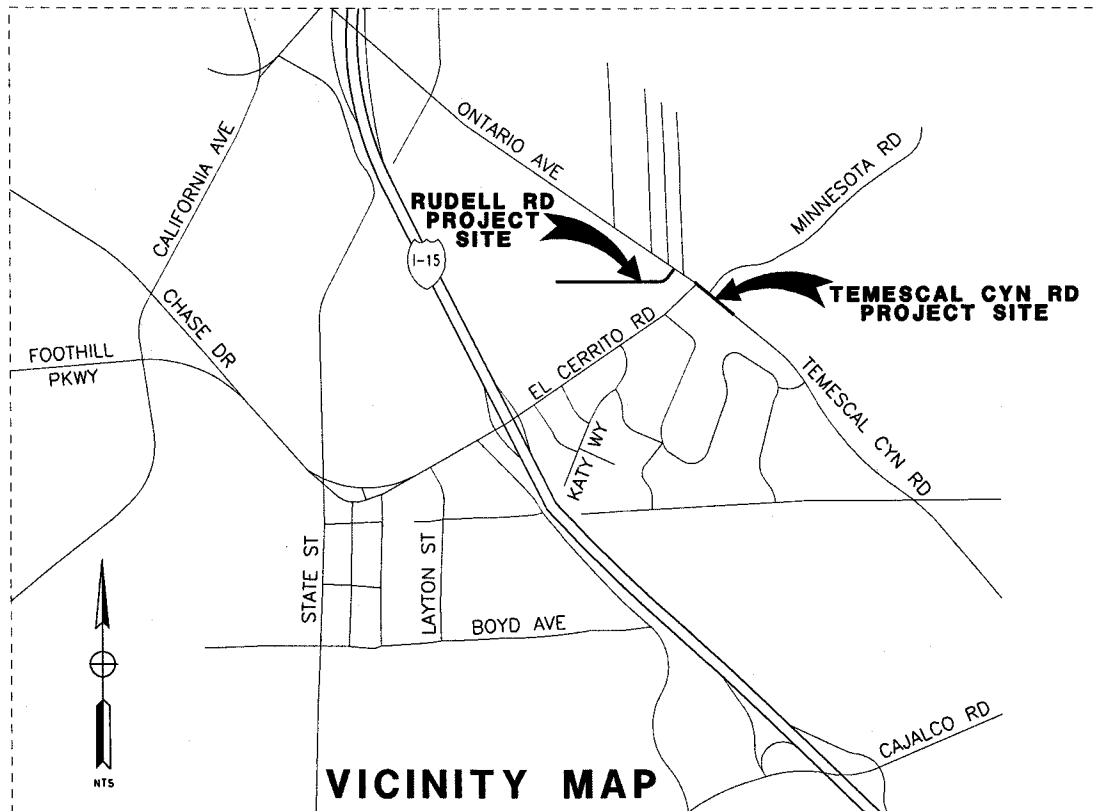 ONTARIO AVE
CALIFORNIA AVE
MINNESOTA RD
RUDELL RD
PROJECT
SITE
I-15
TEMESCAL CYN RD
PROJECT SITE
CHASE DR
FOOTHILL
PKWY
EL CERRITO RD
TEMESCAL CYN RD
KATY WY
STATE ST
LAYTON ST
BOYD AVE
CAJALCO RD
NTS
VICINITY MAP